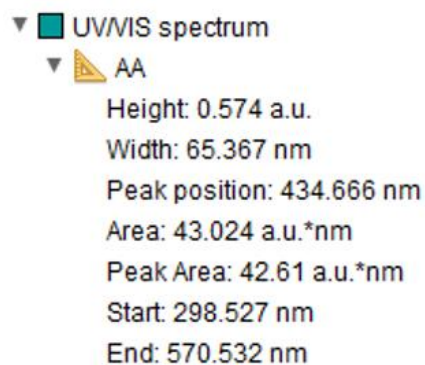 UV/VIS spectrum
AA
Height: 0.574 a.u.
Width: 65.367 nm
Peak position: 434.666 nm
Area: 43.024 a.u.*nm
Peak Area: 42.61 a.u.*nm
Start: 298.527 nm
End: 570.532 nm